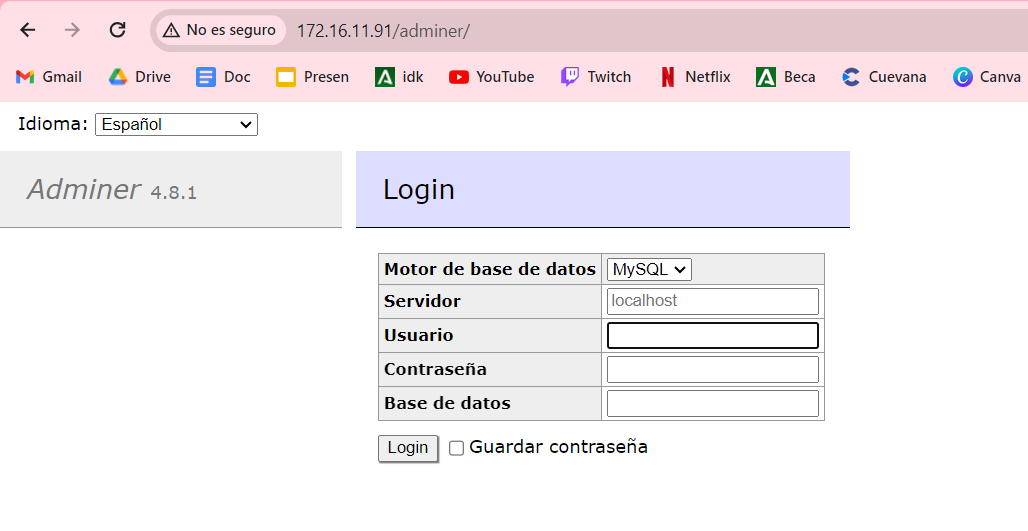 No es seguro 172.16.11.91/adminer/
Gmail Drive Doc Presen idk YouTube Twitch Netflix Beca Cuevana Canva
Idioma: Español
Adminer 4.8.1
Login
Motor de base de datos MySQL
Servidor localhost
Usuario
Contraseña
Base de datos
Login Guardar contraseña